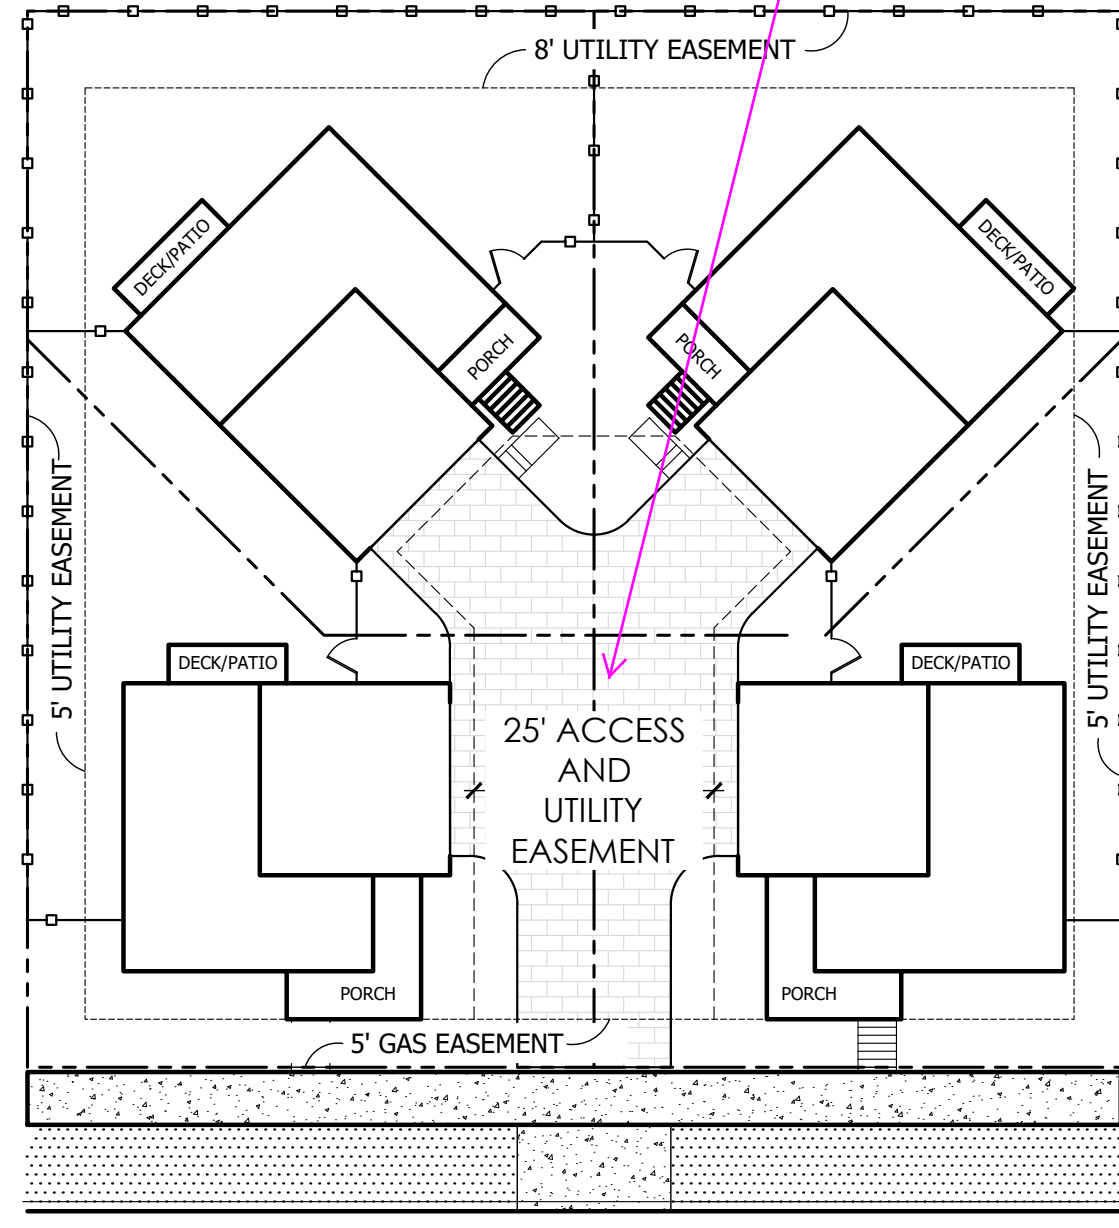 8' UTILITY EASEMENT
DECK/PATIO
DECK/PATIO
PORCH
PORCH
5' UTILITY EASEMENT
5' UTILITY EASEMENT
DECK/PATIO
DECK/PATIO
25' ACCESS
AND
UTILITY
EASEMENT
PORCH
PORCH
5' GAS EASEMENT